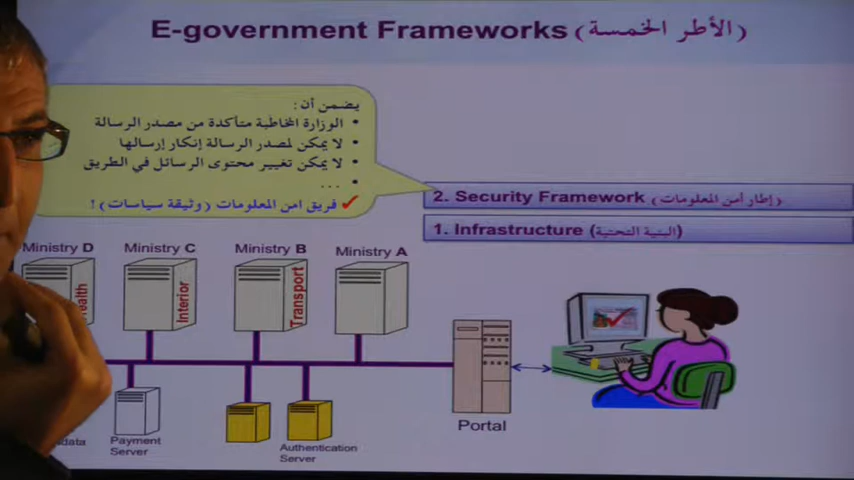 E-government Frameworks (الأطر الخمسة)
يضمن أن:
• الوزارة المخاطبة متأكدة من مصدر الرسالة
• لا يمكن لمصدر الرسالة إنكار إرسالها
• لا يمكن تغيير محتوى الرسائل في الطريق
• ...
✓ فريق امن المعلومات (وثيقة سياسات)!
2. Security Framework (إطار أمن المعلومات)
1. Infrastructure (البنية التحتية)
Ministry D
Ministry C
Ministry B
Ministry A
Interior
Transport
Portal
Payment
Server
Authentication
Server